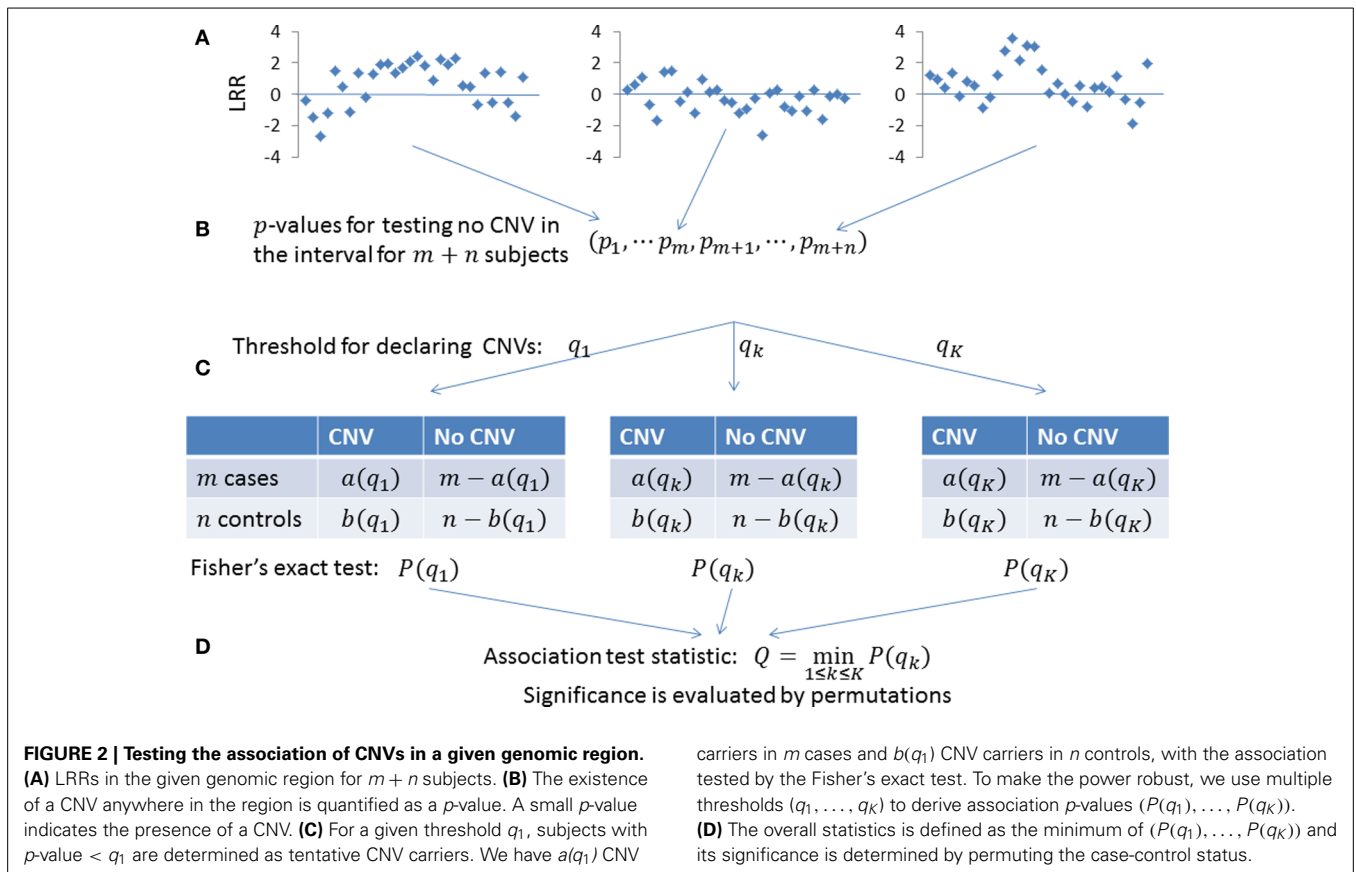 A
LRR
4
2
0
-2
-4
4
2
0
-2
-4
4
2
0
-2
-4
B
p-values for testing no CNV in
the interval for m + n subjects
(p₁, ⋯ pₘ, pₘ₊₁, ⋯, pₘ₊ₙ)
C
Threshold for declaring CNVs: q₁ qₖ q_K
CNV No CNV CNV No CNV CNV No CNV
m cases a(q₁) m − a(q₁) a(qₖ) m − a(qₖ) a(q_K) m − a(q_K)
n controls b(q₁) n − b(q₁) b(qₖ) n − b(qₖ) b(q_K) n − b(q_K)
Fisher's exact test: P(q₁) P(qₖ) P(q_K)
D
Association test statistic: Q = min P(qₖ)
1≤k≤K
Significance is evaluated by permutations
FIGURE 2 | Testing the association of CNVs in a given genomic region.
(A) LRRs in the given genomic region for m + n subjects. (B) The existence
of a CNV anywhere in the region is quantified as a p-value. A small p-value
indicates the presence of a CNV. (C) For a given threshold q₁, subjects with
p-value < q₁ are determined as tentative CNV carriers. We have a(q₁) CNV
carriers in m cases and b(q₁) CNV carriers in n controls, with the association
tested by the Fisher's exact test. To make the power robust, we use multiple
thresholds (q₁, . . . , q_K) to derive association p-values (P(q₁), . . . , P(q_K)).
(D) The overall statistics is defined as the minimum of (P(q₁), . . . , P(q_K)) and
its significance is determined by permuting the case-control status.